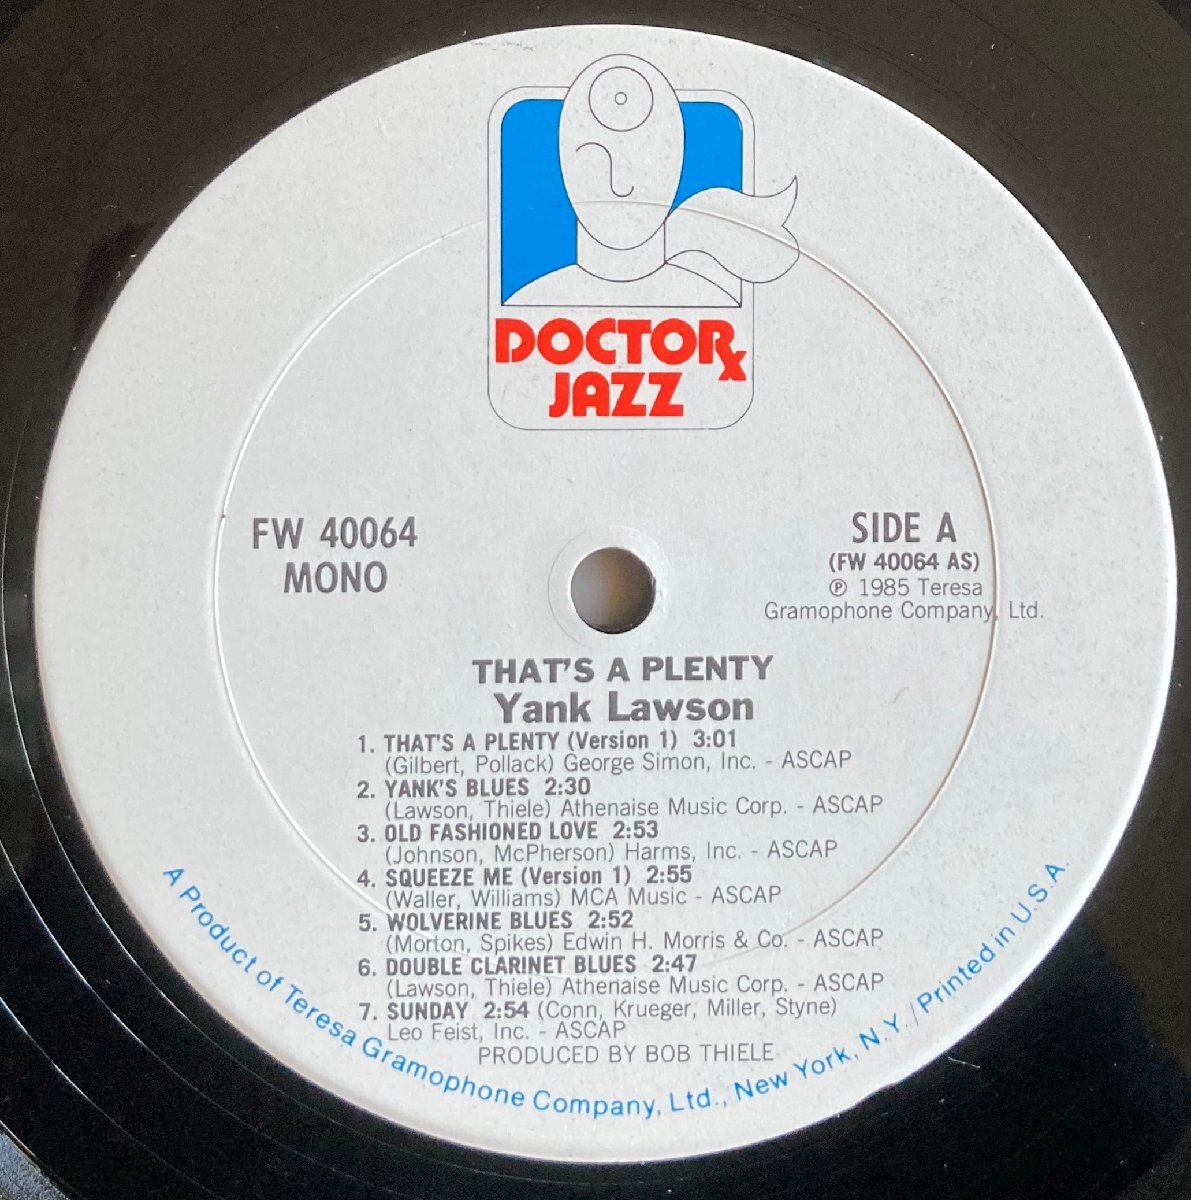 DOCTORx
JAZZ
FW 40064
MONO
SIDE A
(FW 40064 AS)
℗ 1985 Teresa
Gramophone Company, Ltd.
THAT'S A PLENTY
Yank Lawson
1. THAT'S A PLENTY (Version 1) 3:01
(Gilbert, Pollack) George Simon, Inc. - ASCAP
2. YANK'S BLUES 2:30
(Lawson, Thiele) Athenaise Music Corp. - ASCAP
3. OLD FASHIONED LOVE 2:53
(Johnson, McPherson) Harms, Inc. - ASCAP
4. SQUEEZE ME (Version 1) 2:55
(Waller, Williams) MCA Music - ASCAP
5. WOLVERINE BLUES 2:52
(Morton, Spikes) Edwin H. Morris & Co. - ASCAP
6. DOUBLE CLARINET BLUES 2:47
(Lawson, Thiele) Athenaise Music Corp. - ASCAP
7. SUNDAY 2:54 (Conn, Krueger, Miller, Styne)
Leo Feist, Inc. - ASCAP
PRODUCED BY BOB THIELE
A Product of Teresa Gramophone Company, Ltd., New York, N.Y./Printed in U.S.A.